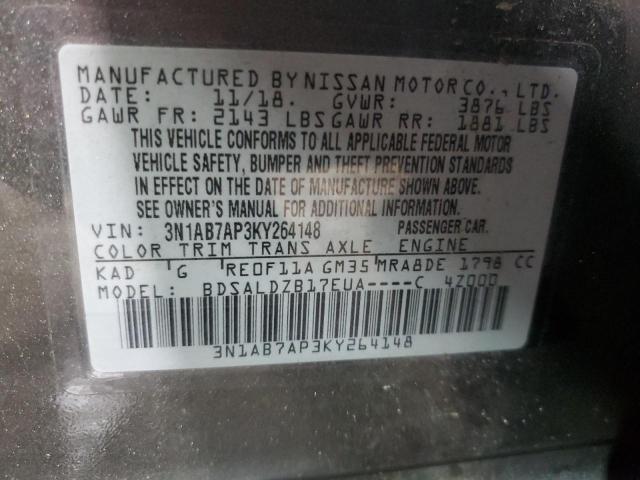 MANUFACTURED BY NISSAN MOTOR CO., LTD.
DATE: 11/18. GVWR: 3876 LBS
GAWR FR: 2143 LBS GAWR RR: 1881 LBS
THIS VEHICLE CONFORMS TO ALL APPLICABLE FEDERAL MOTOR
VEHICLE SAFETY, BUMPER AND THEFT PREVENTION STANDARDS
IN EFFECT ON THE DATE OF MANUFACTURE SHOWN ABOVE.
SEE OWNER'S MANUAL FOR ADDITIONAL INFORMATION.
VIN: 3N1AB7AP3KY264148 PASSENGER CAR.
COLOR TRIM TRANS AXLE ENGINE
KAD G RE0F11A GM35 MRA8DE 1798 CC
MODEL: BDSALDZB17EUA----C 4Z000
3N1AB7AP3KY264148